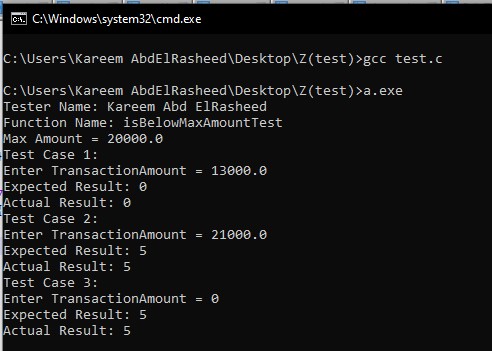 C:\Windows\system32\cmd.exe
C:\Users\Kareem AbdElRasheed\Desktop\Z(test)>gcc test.c
C:\Users\Kareem AbdElRasheed\Desktop\Z(test)>a.exe
Tester Name: Kareem Abd ElRasheed
Function Name: isBelowMaxAmountTest
Max Amount = 20000.0
Test Case 1:
Enter TransactionAmount = 13000.0
Expected Result: 0
Actual Result: 0
Test Case 2:
Enter TransactionAmount = 21000.0
Expected Result: 5
Actual Result: 5
Test Case 3:
Enter TransactionAmount = 0
Expected Result: 5
Actual Result: 5